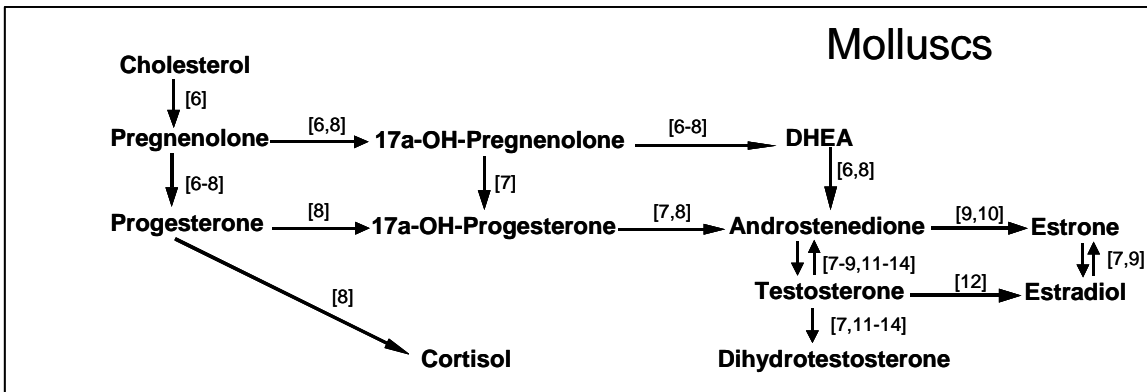 Molluscs
Cholesterol
[6]
Pregnenolone [6,8] 17a-OH-Pregnenolone [6-8] DHEA
[6-8] [7] [6,8]
Progesterone [8] 17a-OH-Progesterone [7,8] Androstenedione [9,10] Estrone
[7-9,11-14] [7,9]
Testosterone [12] Estradiol
[8] [7,11-14]
Cortisol Dihydrotestosterone